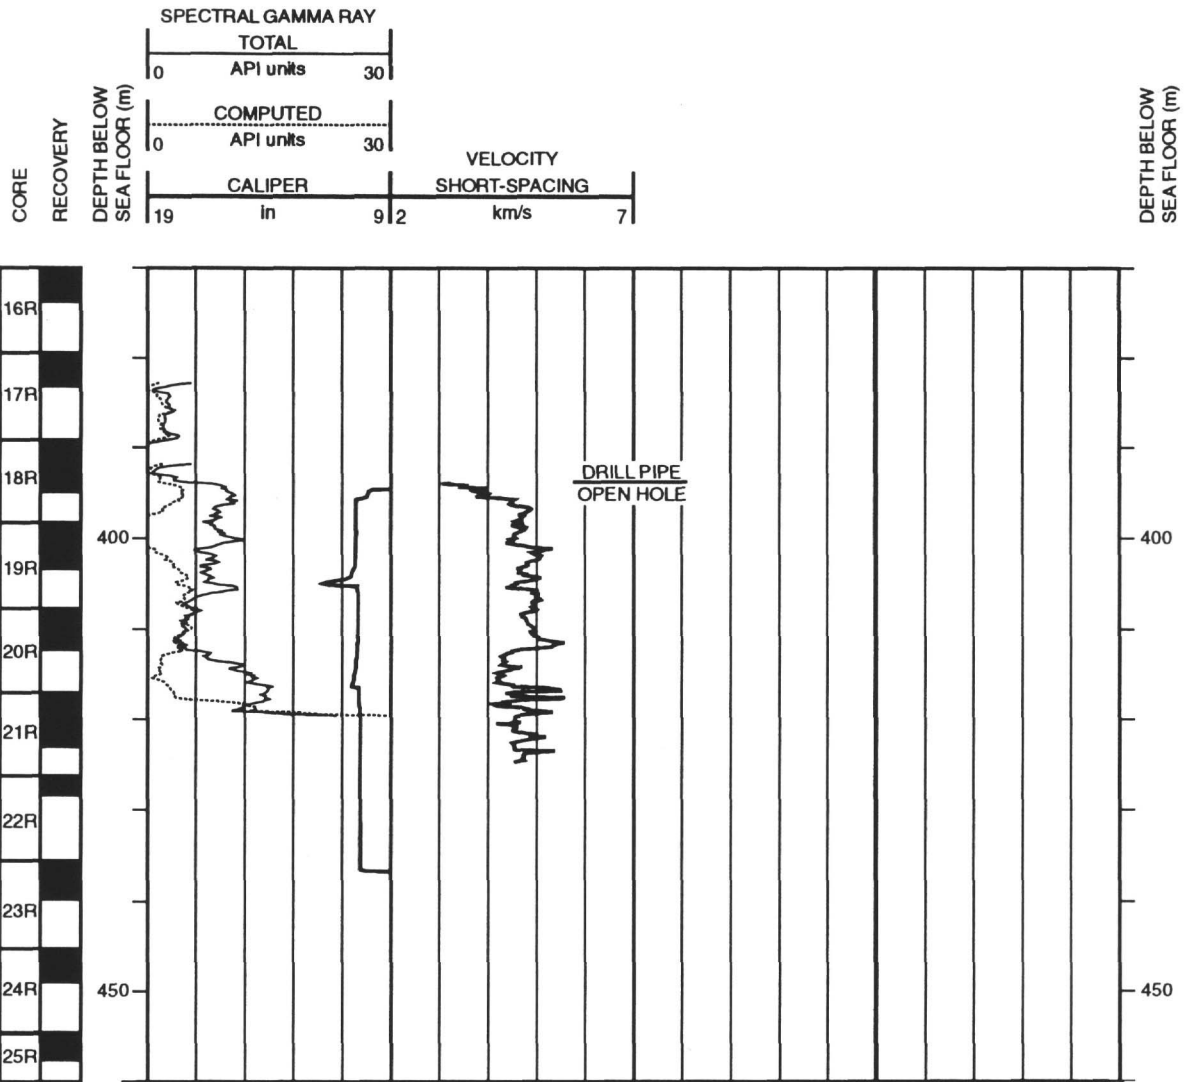 SPECTRAL GAMMA RAY
TOTAL
0 API units 30
COMPUTED
0 API units 30
CALIPER
19 in 9
VELOCITY
SHORT-SPACING
2 km/s 7
CORE
RECOVERY
DEPTH BELOW
SEA FLOOR (m)
DEPTH BELOW
SEA FLOOR (m)
16R
17R
18R
DRILL PIPE
OPEN HOLE
400
400
19R
20R
21R
22R
23R
24R
450
450
25R